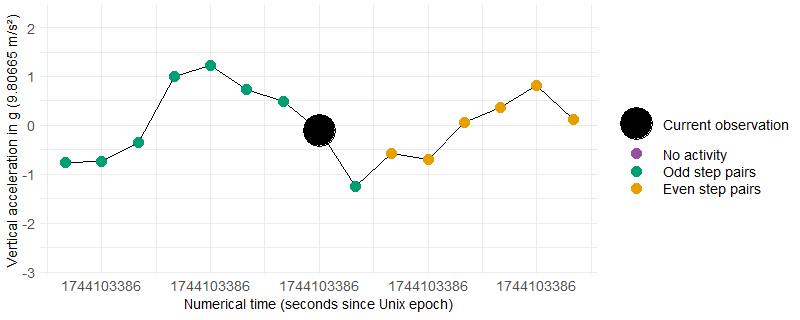 Vertical acceleration in g (9.80665 m/s²)
2
1
0
-1
-2
-3
1744103386
1744103386
1744103386
1744103386
1744103386
Numerical time (seconds since Unix epoch)
Current observation
No activity
Odd step pairs
Even step pairs